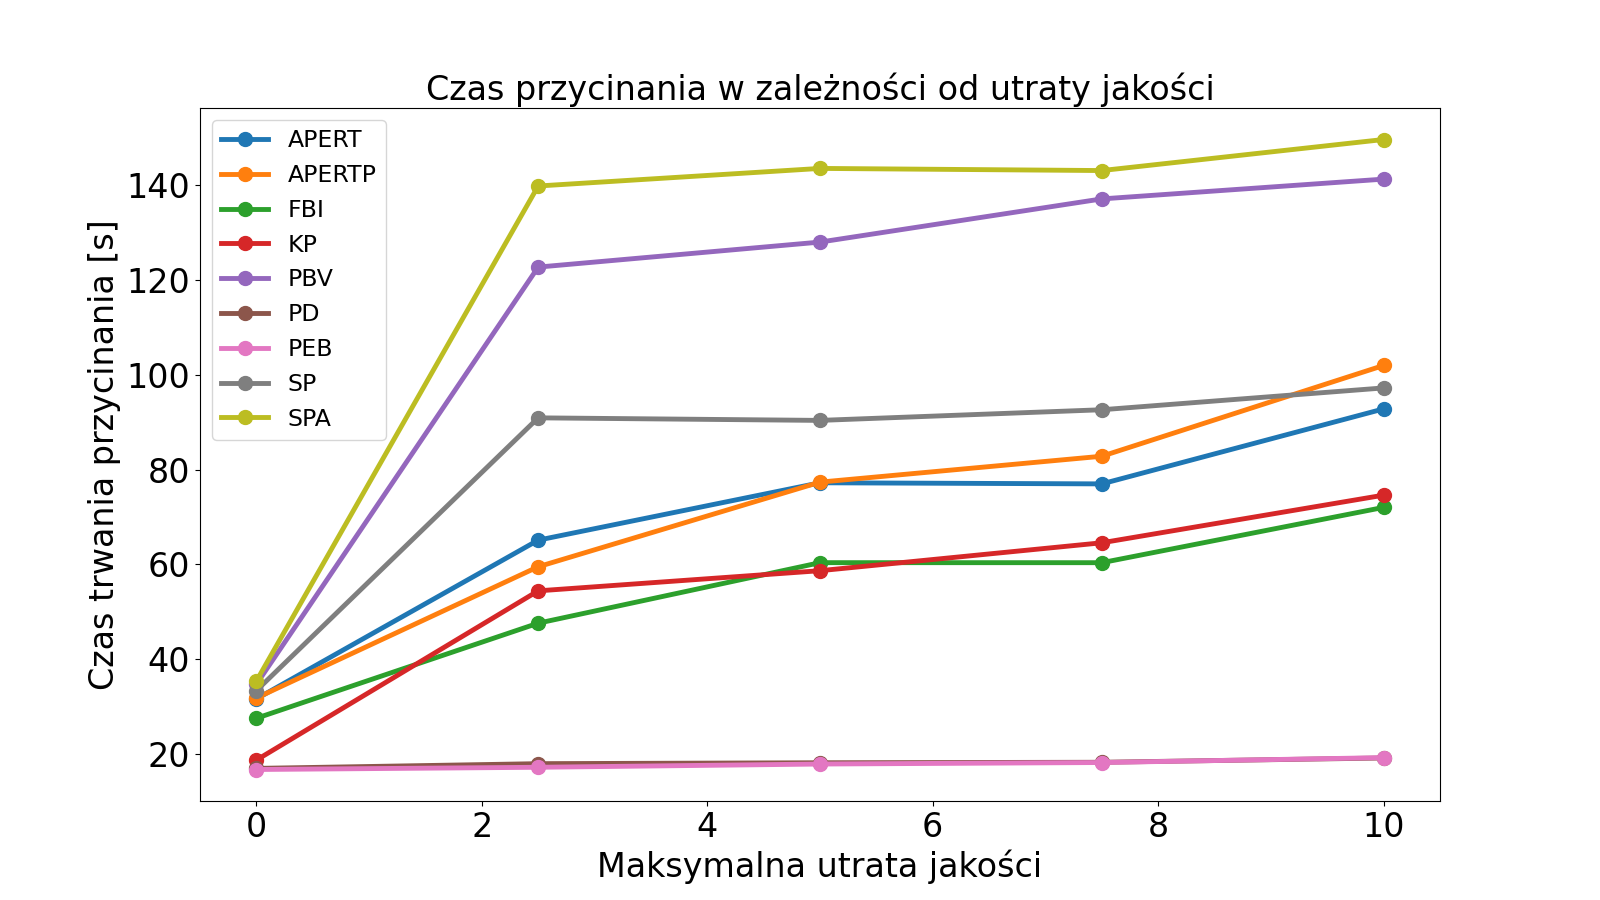 Czas przycinania w zależności od utraty jakości
APERT
APERTP
FBI
KP
PBV
PD
PEB
SP
SPA
Czas trwania przycinania [s]
140
120
100
80
60
40
20
0 2 4 6 8 10
Maksymalna utrata jakości